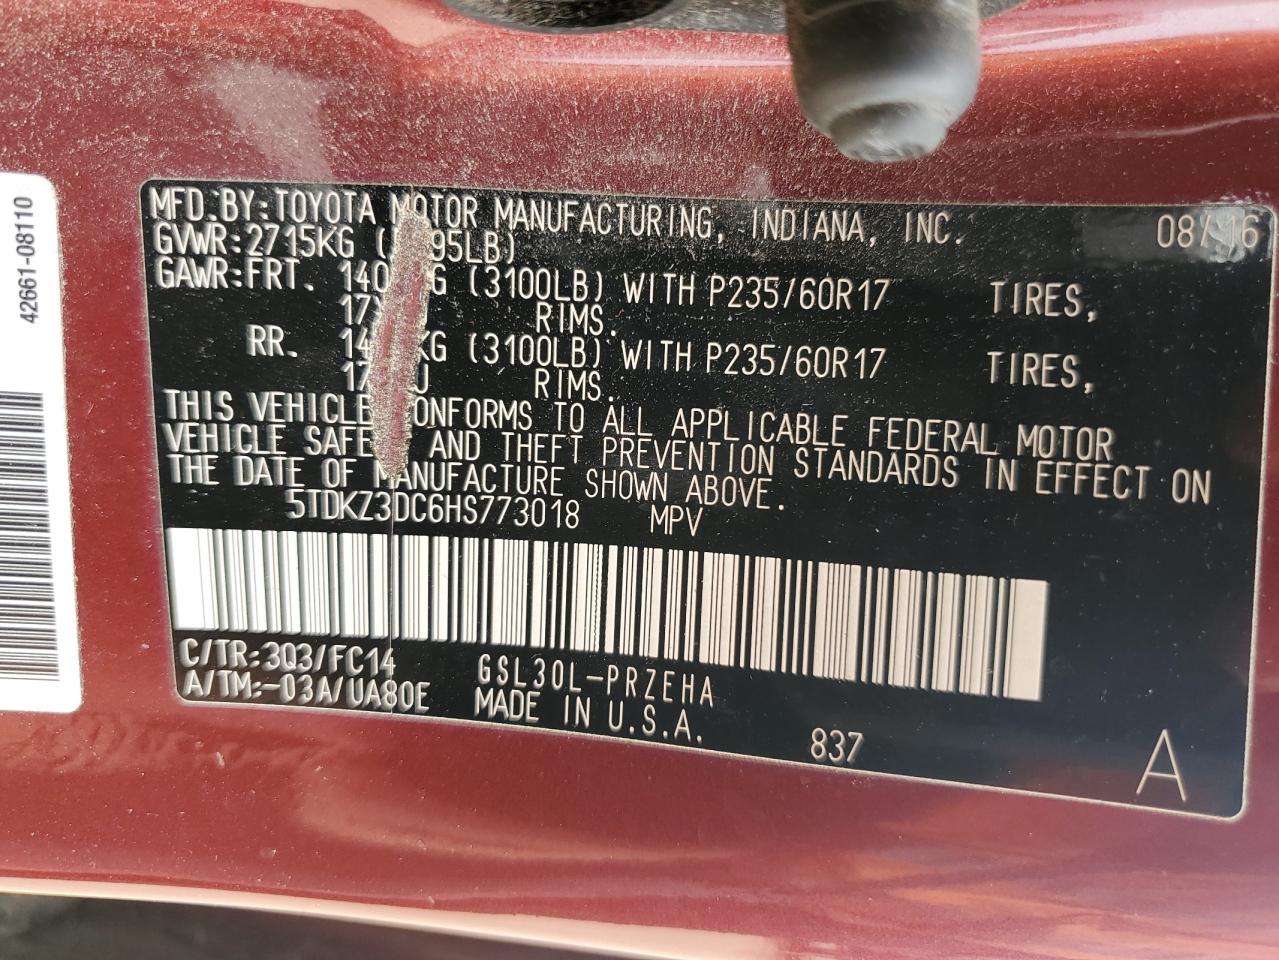 42661-08110
MFD.BY:TOYOTA MOTOR MANUFACTURING, INDIANA, INC. 08/16
GVWR:2715KG
GAWR:FRT. (3100LB) WITH P235/60R17 TIRES,
RIMS.
RR. (3100LB) WITH P235/60R17 TIRES,
RIMS.
THIS VEHICLE CONFORMS TO ALL APPLICABLE FEDERAL MOTOR
VEHICLE SAFETY AND THEFT PREVENTION STANDARDS IN EFFECT ON
THE DATE OF MANUFACTURE SHOWN ABOVE.
5TDKZ3DC6HS773018 MPV
C/TR:3Q3/FC14 GSL30L-PRZEHA
A/TM:-03A/UA80E MADE IN U.S.A.
837
A